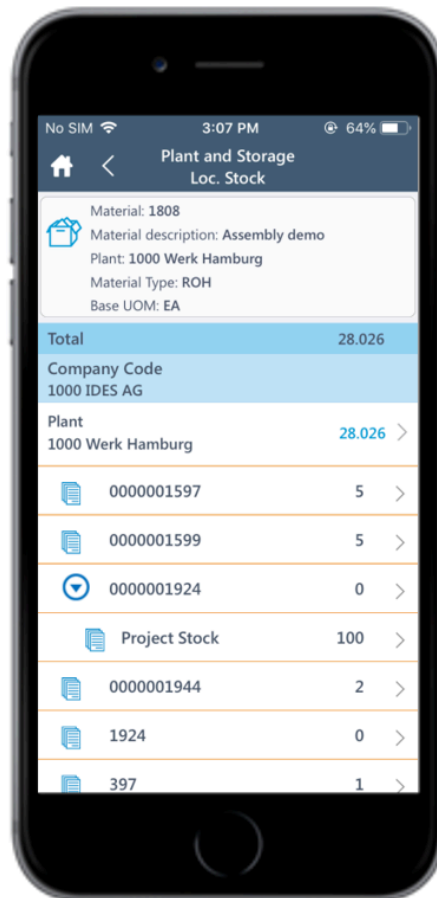 No SIM 3:07 PM 64%
Plant and Storage
Loc. Stock
Material: 1808
Material description: Assembly demo
Plant: 1000 Werk Hamburg
Material Type: ROH
Base UOM: EA
Total 28.026
Company Code
1000 IDES AG
Plant
1000 Werk Hamburg 28.026
0000001597 5
0000001599 5
0000001924 0
Project Stock 100
0000001944 2
1924 0
397 1